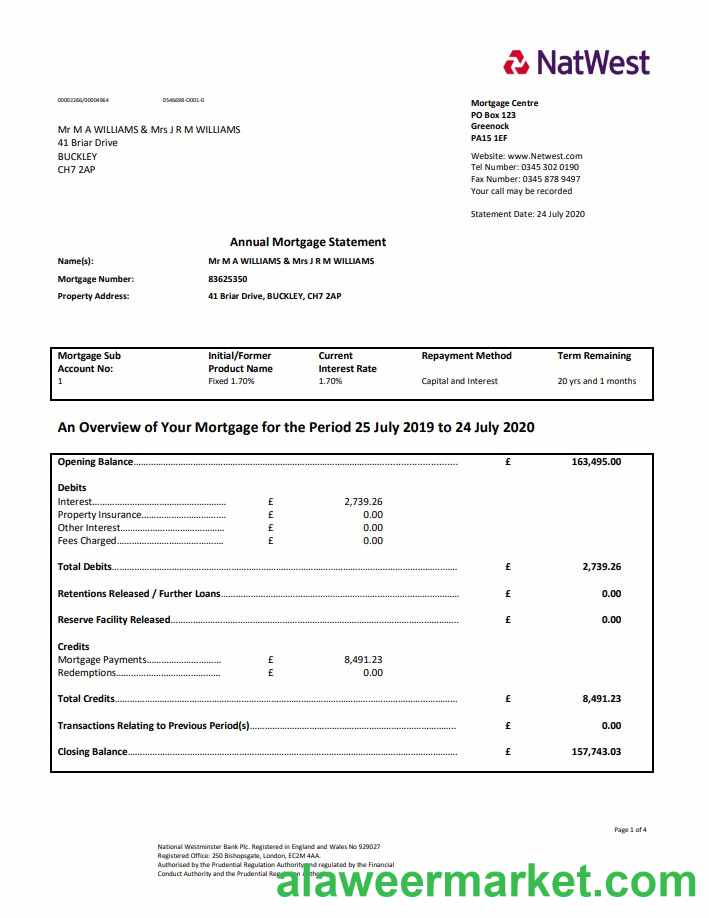 NatWest
00003266/00004964 0546698-O001-0
Mortgage Centre
PO Box 123
Greenock
PA15 1EF
Mr M A WILLIAMS & Mrs J R M WILLIAMS
41 Briar Drive
BUCKLEY
CH7 2AP
Website: www.Netwest.com
Tel Number: 0345 302 0190
Fax Number: 0345 878 9497
Your call may be recorded
Statement Date: 24 July 2020
Annual Mortgage Statement
Name(s): Mr M A WILLIAMS & Mrs J R M WILLIAMS
Mortgage Number: 83625350
Property Address: 41 Briar Drive, BUCKLEY, CH7 2AP
Mortgage Sub Initial/Former Current Repayment Method Term Remaining
Account No: Product Name Interest Rate
1 Fixed 1.70% 1.70% Capital and Interest 20 yrs and 1 months
An Overview of Your Mortgage for the Period 25 July 2019 to 24 July 2020
Opening Balance £ 163,495.00
Debits
Interest £ 2,739.26
Property Insurance £ 0.00
Other Interest £ 0.00
Fees Charged £ 0.00
Total Debits £ 2,739.26
Retentions Released / Further Loans £ 0.00
Reserve Facility Released £ 0.00
Credits
Mortgage Payments £ 8,491.23
Redemptions £ 0.00
Total Credits £ 8,491.23
Transactions Relating to Previous Period(s) £ 0.00
Closing Balance £ 157,743.03
Page 1 of 4
National Westminster Bank Plc. Registered in England and Wales No 929027
Registered Office: 250 Bishopsgate, London, EC2M 4AA.
Authorised by the Prudential Regulation Authority and regulated by the Financial
Conduct Authority and the Prudential Regulation Authority
alaweermarket.com